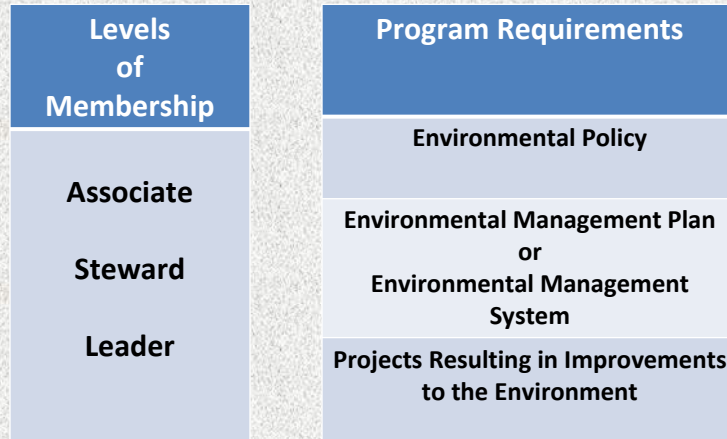 Levels
of
Membership
Associate
Steward
Leader
Program Requirements
Environmental Policy
Environmental Management Plan
or
Environmental Management
System
Projects Resulting in Improvements
to the Environment